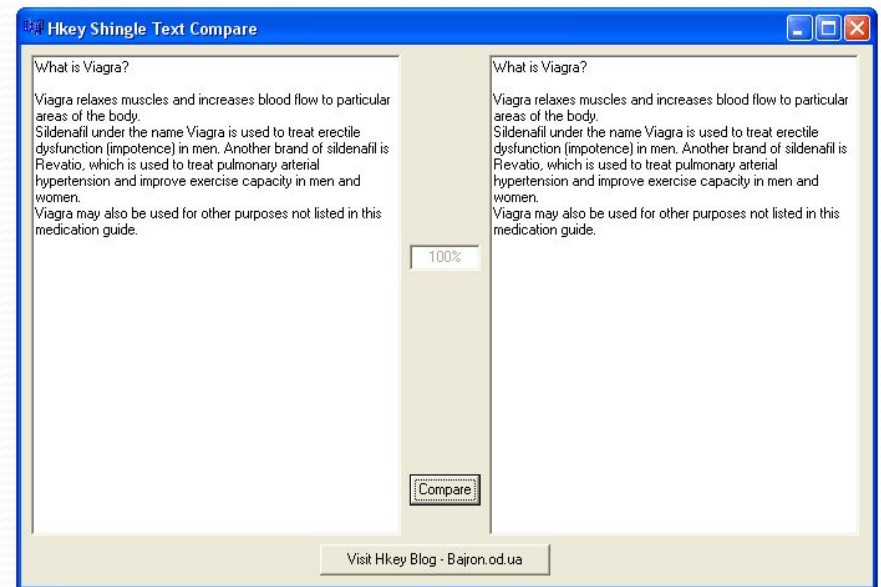 Hkey Shingle Text Compare
What is Viagra?
Viagra relaxes muscles and increases blood flow to particular
areas of the body.
Sildenafil under the name Viagra is used to treat erectile
dysfunction (impotence) in men. Another brand of sildenafil is
Revatio, which is used to treat pulmonary arterial
hypertension and improve exercise capacity in men and
women.
Viagra may also be used for other purposes not listed in this
medication guide.
100%
Compare
What is Viagra?
Viagra relaxes muscles and increases blood flow to particular
areas of the body.
Sildenafil under the name Viagra is used to treat erectile
dysfunction (impotence) in men. Another brand of sildenafil is
Revatio, which is used to treat pulmonary arterial
hypertension and improve exercise capacity in men and
women.
Viagra may also be used for other purposes not listed in this
medication guide.
Visit Hkey Blog - Bajron.od.ua